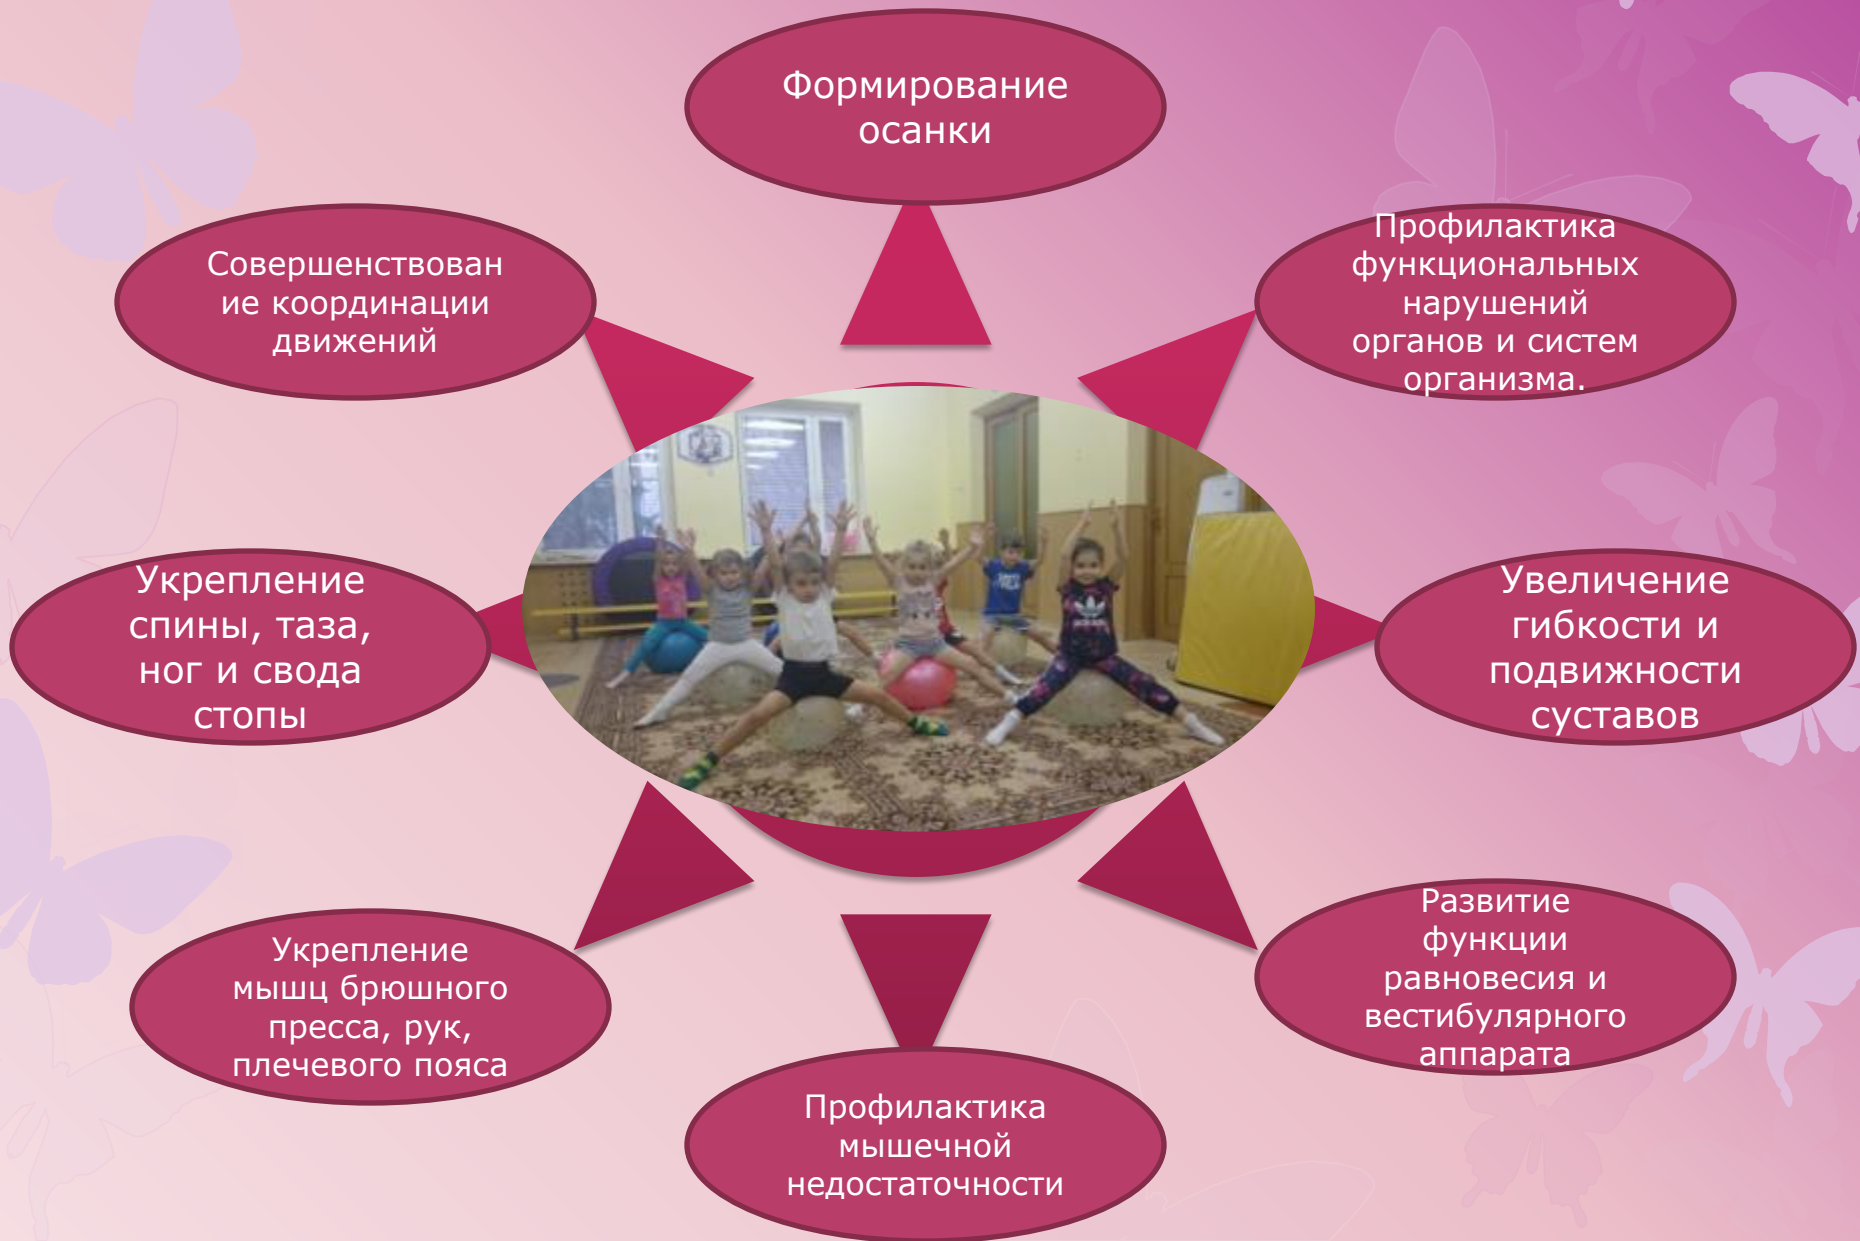 Формирование
осанки
Профилактика
функциональных
нарушений
органов и систем
организма.
Увеличение
гибкости и
подвижности
суставов
Развитие
функции
равновесия и
вестибулярного
аппарата
Профилактика
мышечной
недостаточности
Укрепление
мышц брюшного
пресса, рук,
плечевого пояса
Укрепление
спины, таза,
ног и свода
стопы
Совершенствован
ие координации
движений
adidas